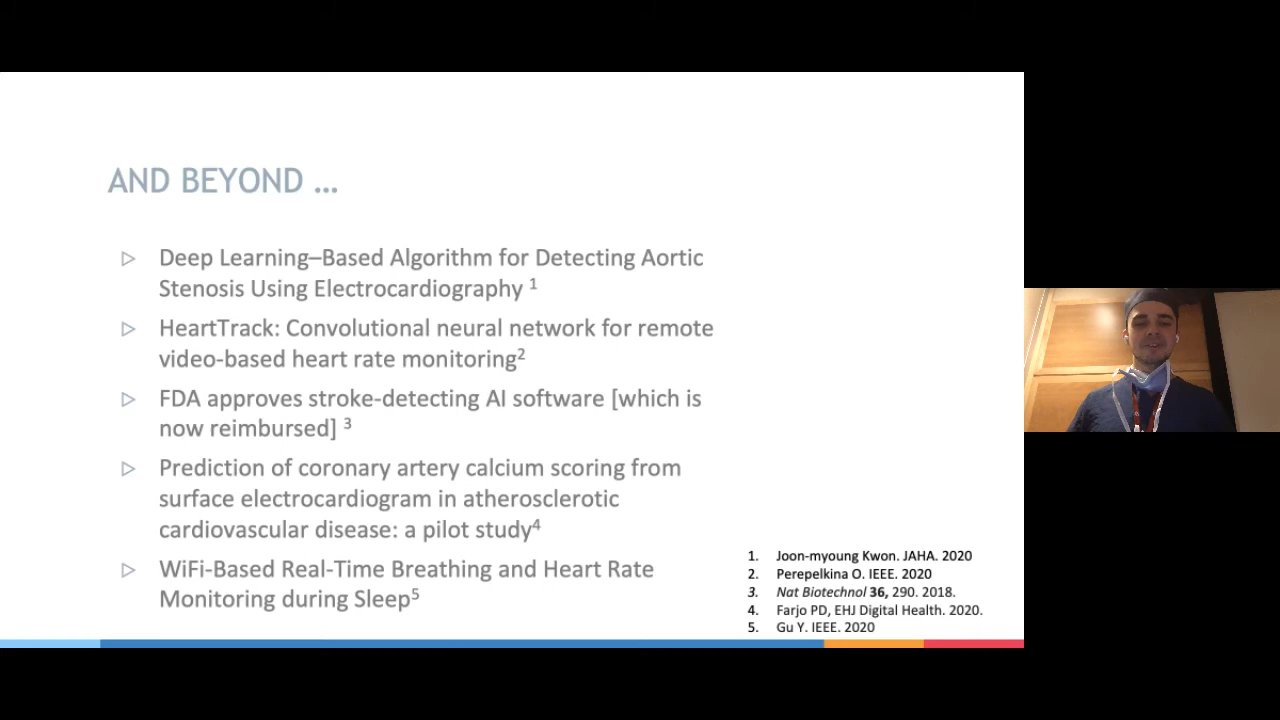 AND BEYOND ...
▷ Deep Learning–Based Algorithm for Detecting Aortic
Stenosis Using Electrocardiography ¹
▷ HeartTrack: Convolutional neural network for remote
video-based heart rate monitoring²
▷ FDA approves stroke-detecting AI software [which is
now reimbursed] ³
▷ Prediction of coronary artery calcium scoring from
surface electrocardiogram in atherosclerotic
cardiovascular disease: a pilot study⁴
▷ WiFi-Based Real-Time Breathing and Heart Rate
Monitoring during Sleep⁵
1. Joon-myoung Kwon. JAHA. 2020
2. Perepelkina O. IEEE. 2020
3. Nat Biotechnol 36, 290. 2018.
4. Farjo PD, EHJ Digital Health. 2020.
5. Gu Y. IEEE. 2020